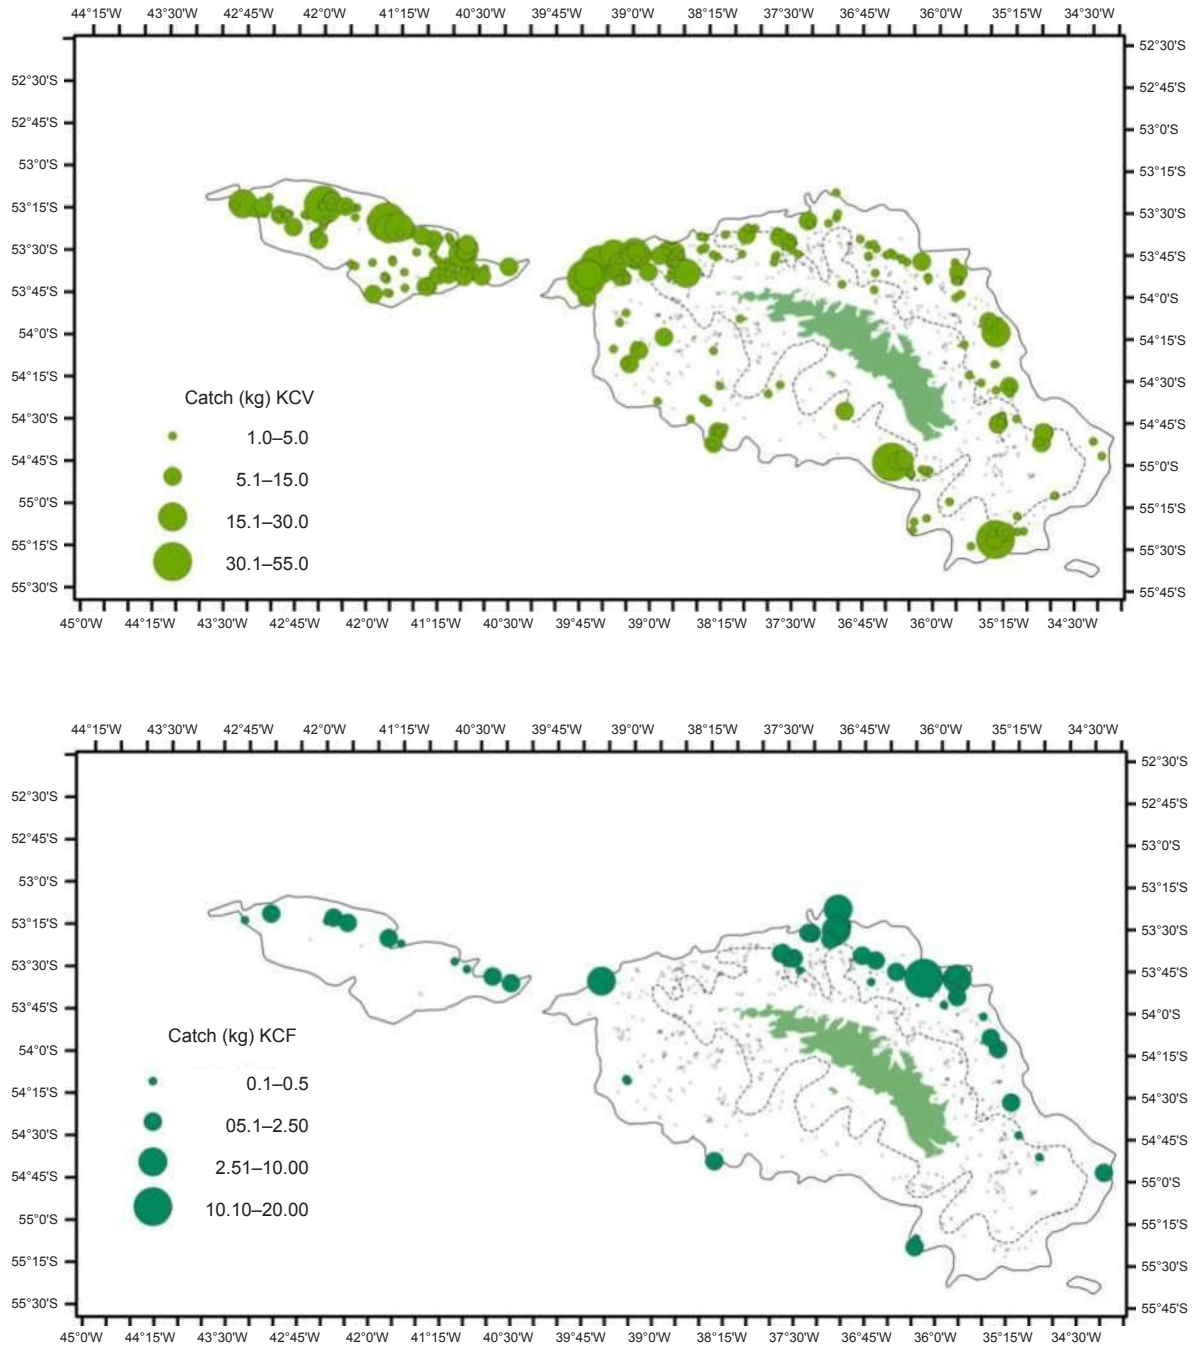 44°15'W 43°30'W 42°45'W 42°0'W 41°15'W 40°30'W 39°45'W 39°0'W 38°15'W 37°30'W 36°45'W 36°0'W 35°15'W 34°30'W
52°30'S
52°30'S
52°45'S
52°45'S
53°0'S
53°0'S
53°15'S
53°15'S
53°30'S
53°30'S
53°45'S
53°45'S
54°0'S
54°0'S
54°15'S
54°15'S
54°30'S
Catch (kg) KCV
54°30'S
54°45'S
1.0–5.0
54°45'S
55°0'S
5.1–15.0
55°0'S
55°15'S
15.1–30.0
55°15'S
55°30'S
30.1–55.0
55°30'S
55°45'S
45°0'W 44°15'W 43°30'W 42°45'W 42°0'W 41°15'W 40°30'W 39°45'W 39°0'W 38°15'W 37°30'W 36°45'W 36°0'W 35°15'W 34°30'W
44°15'W 43°30'W 42°45'W 42°0'W 41°15'W 40°30'W 39°45'W 39°0'W 38°15'W 37°30'W 36°45'W 36°0'W 35°15'W 34°30'W
52°30'S
52°30'S
52°45'S
52°45'S
53°0'S
53°0'S
53°15'S
53°15'S
53°30'S
53°30'S
53°45'S
53°45'S
54°0'S
Catch (kg) KCF
54°0'S
54°15'S
0.1–0.5
54°15'S
54°30'S
05.1–2.50
54°30'S
54°45'S
2.51–10.00
54°45'S
55°0'S
10.10–20.00
55°0'S
55°15'S
55°15'S
55°30'S
55°30'S
55°45'S
45°0'W 44°15'W 43°30'W 42°45'W 42°0'W 41°15'W 40°30'W 39°45'W 39°0'W 38°15'W 37°30'W 36°45'W 36°0'W 35°15'W 34°30'W